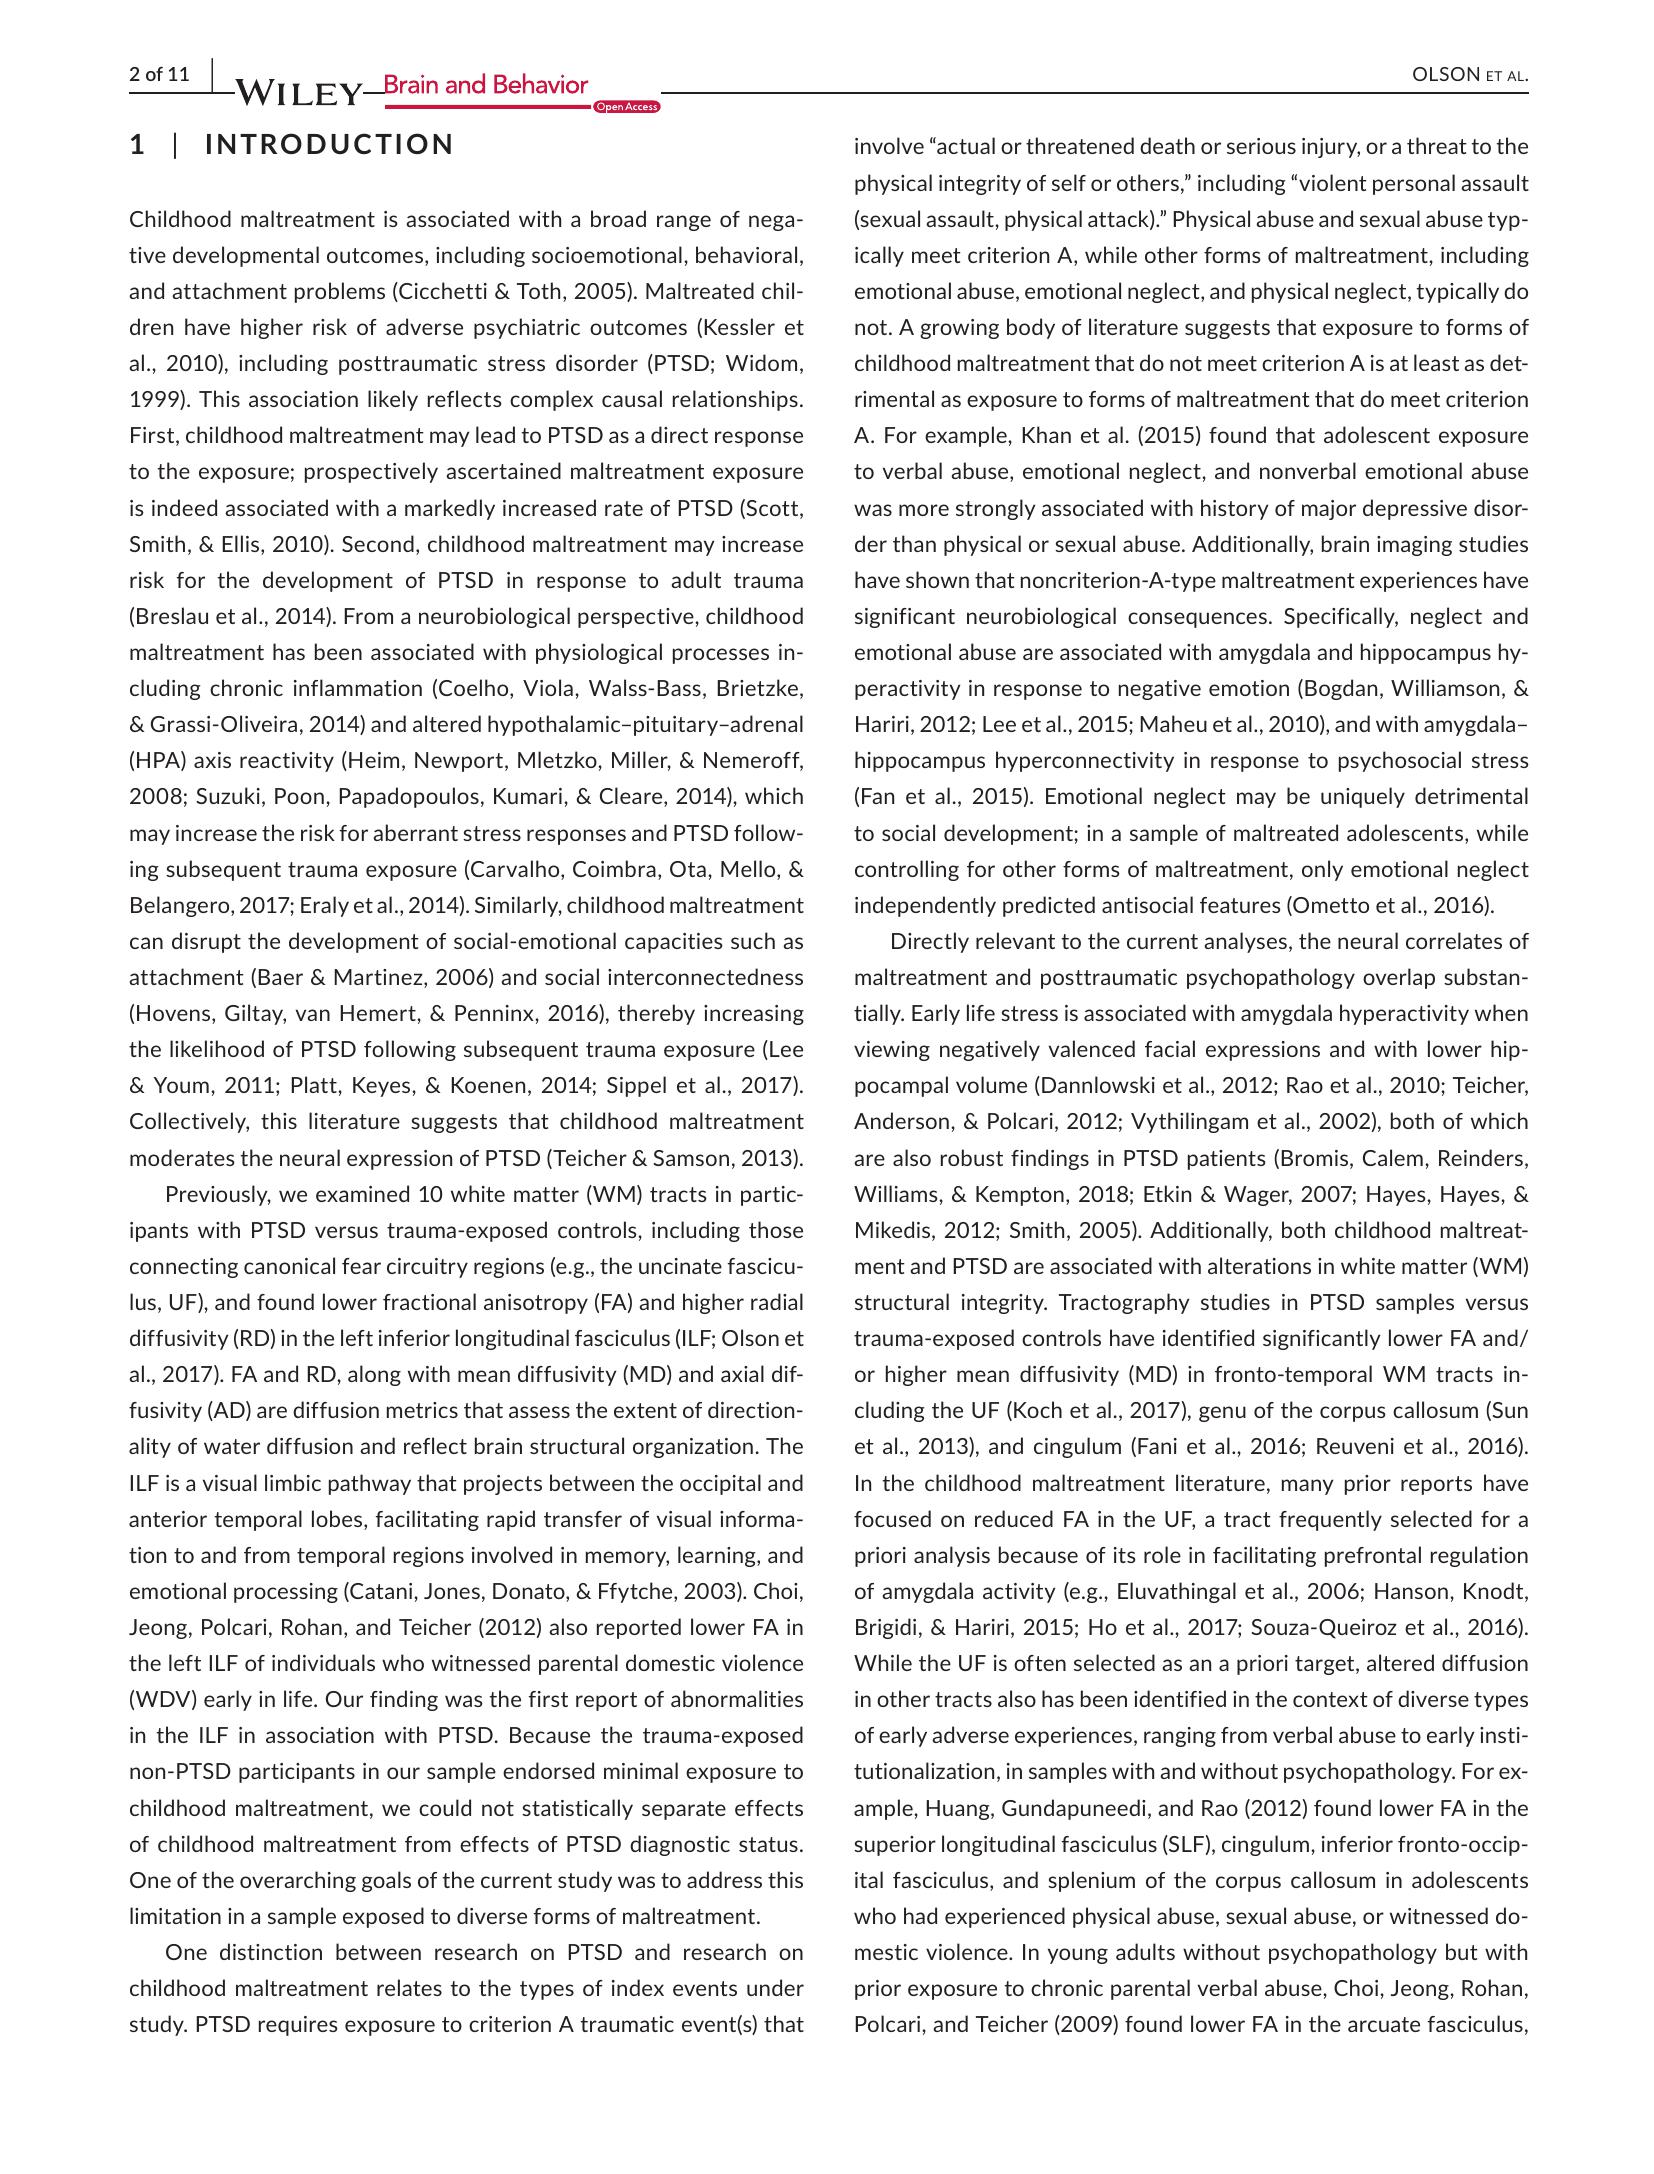 2 of 11
WILEY
Brain and Behavior
Open Access
OLSON ET AL.
1 | INTRODUCTION
Childhood maltreatment is associated with a broad range of nega-
tive developmental outcomes, including socioemotional, behavioral,
and attachment problems (Cicchetti & Toth, 2005). Maltreated chil-
dren have higher risk of adverse psychiatric outcomes (Kessler et
al., 2010), including posttraumatic stress disorder (PTSD; Widom,
1999). This association likely reflects complex causal relationships.
First, childhood maltreatment may lead to PTSD as a direct response
to the exposure; prospectively ascertained maltreatment exposure
is indeed associated with a markedly increased rate of PTSD (Scott,
Smith, & Ellis, 2010). Second, childhood maltreatment may increase
risk for the development of PTSD in response to adult trauma
(Breslau et al., 2014). From a neurobiological perspective, childhood
maltreatment has been associated with physiological processes in-
cluding chronic inflammation (Coelho, Viola, Walss-Bass, Brietzke,
& Grassi-Oliveira, 2014) and altered hypothalamic–pituitary–adrenal
(HPA) axis reactivity (Heim, Newport, Mletzko, Miller, & Nemeroff,
2008; Suzuki, Poon, Papadopoulos, Kumari, & Cleare, 2014), which
may increase the risk for aberrant stress responses and PTSD follow-
ing subsequent trauma exposure (Carvalho, Coimbra, Ota, Mello, &
Belangero, 2017; Eraly et al., 2014). Similarly, childhood maltreatment
can disrupt the development of social-emotional capacities such as
attachment (Baer & Martinez, 2006) and social interconnectedness
(Hovens, Giltay, van Hemert, & Penninx, 2016), thereby increasing
the likelihood of PTSD following subsequent trauma exposure (Lee
& Youm, 2011; Platt, Keyes, & Koenen, 2014; Sippel et al., 2017).
Collectively, this literature suggests that childhood maltreatment
moderates the neural expression of PTSD (Teicher & Samson, 2013).
Previously, we examined 10 white matter (WM) tracts in partic-
ipants with PTSD versus trauma-exposed controls, including those
connecting canonical fear circuitry regions (e.g., the uncinate fascicu-
lus, UF), and found lower fractional anisotropy (FA) and higher radial
diffusivity (RD) in the left inferior longitudinal fasciculus (ILF; Olson et
al., 2017). FA and RD, along with mean diffusivity (MD) and axial dif-
fusivity (AD) are diffusion metrics that assess the extent of direction-
ality of water diffusion and reflect brain structural organization. The
ILF is a visual limbic pathway that projects between the occipital and
anterior temporal lobes, facilitating rapid transfer of visual informa-
tion to and from temporal regions involved in memory, learning, and
emotional processing (Catani, Jones, Donato, & Ffytche, 2003). Choi,
Jeong, Polcari, Rohan, and Teicher (2012) also reported lower FA in
the left ILF of individuals who witnessed parental domestic violence
(WDV) early in life. Our finding was the first report of abnormalities
in the ILF in association with PTSD. Because the trauma-exposed
non-PTSD participants in our sample endorsed minimal exposure to
childhood maltreatment, we could not statistically separate effects
of childhood maltreatment from effects of PTSD diagnostic status.
One of the overarching goals of the current study was to address this
limitation in a sample exposed to diverse forms of maltreatment.
One distinction between research on PTSD and research on
childhood maltreatment relates to the types of index events under
study. PTSD requires exposure to criterion A traumatic event(s) that
involve “actual or threatened death or serious injury, or a threat to the
physical integrity of self or others,” including “violent personal assault
(sexual assault, physical attack).” Physical abuse and sexual abuse typ-
ically meet criterion A, while other forms of maltreatment, including
emotional abuse, emotional neglect, and physical neglect, typically do
not. A growing body of literature suggests that exposure to forms of
childhood maltreatment that do not meet criterion A is at least as det-
rimental as exposure to forms of maltreatment that do meet criterion
A. For example, Khan et al. (2015) found that adolescent exposure
to verbal abuse, emotional neglect, and nonverbal emotional abuse
was more strongly associated with history of major depressive disor-
der than physical or sexual abuse. Additionally, brain imaging studies
have shown that noncriterion-A-type maltreatment experiences have
significant neurobiological consequences. Specifically, neglect and
emotional abuse are associated with amygdala and hippocampus hy-
peractivity in response to negative emotion (Bogdan, Williamson, &
Hariri, 2012; Lee et al., 2015; Maheu et al., 2010), and with amygdala–
hippocampus hyperconnectivity in response to psychosocial stress
(Fan et al., 2015). Emotional neglect may be uniquely detrimental
to social development; in a sample of maltreated adolescents, while
controlling for other forms of maltreatment, only emotional neglect
independently predicted antisocial features (Ometto et al., 2016).
Directly relevant to the current analyses, the neural correlates of
maltreatment and posttraumatic psychopathology overlap substan-
tially. Early life stress is associated with amygdala hyperactivity when
viewing negatively valenced facial expressions and with lower hip-
pocampal volume (Dannlowski et al., 2012; Rao et al., 2010; Teicher,
Anderson, & Polcari, 2012; Vythilingam et al., 2002), both of which
are also robust findings in PTSD patients (Bromis, Calem, Reinders,
Williams, & Kempton, 2018; Etkin & Wager, 2007; Hayes, Hayes, &
Mikedis, 2012; Smith, 2005). Additionally, both childhood maltreat-
ment and PTSD are associated with alterations in white matter (WM)
structural integrity. Tractography studies in PTSD samples versus
trauma-exposed controls have identified significantly lower FA and/
or higher mean diffusivity (MD) in fronto-temporal WM tracts in-
cluding the UF (Koch et al., 2017), genu of the corpus callosum (Sun
et al., 2013), and cingulum (Fani et al., 2016; Reuveni et al., 2016).
In the childhood maltreatment literature, many prior reports have
focused on reduced FA in the UF, a tract frequently selected for a
priori analysis because of its role in facilitating prefrontal regulation
of amygdala activity (e.g., Eluvathingal et al., 2006; Hanson, Knodt,
Brigidi, & Hariri, 2015; Ho et al., 2017; Souza-Queiroz et al., 2016).
While the UF is often selected as an a priori target, altered diffusion
in other tracts also has been identified in the context of diverse types
of early adverse experiences, ranging from verbal abuse to early insti-
tutionalization, in samples with and without psychopathology. For ex-
ample, Huang, Gundapuneedi, and Rao (2012) found lower FA in the
superior longitudinal fasciculus (SLF), cingulum, inferior fronto-occip-
ital fasciculus, and splenium of the corpus callosum in adolescents
who had experienced physical abuse, sexual abuse, or witnessed do-
mestic violence. In young adults without psychopathology but with
prior exposure to chronic parental verbal abuse, Choi, Jeong, Rohan,
Polcari, and Teicher (2009) found lower FA in the arcuate fasciculus,